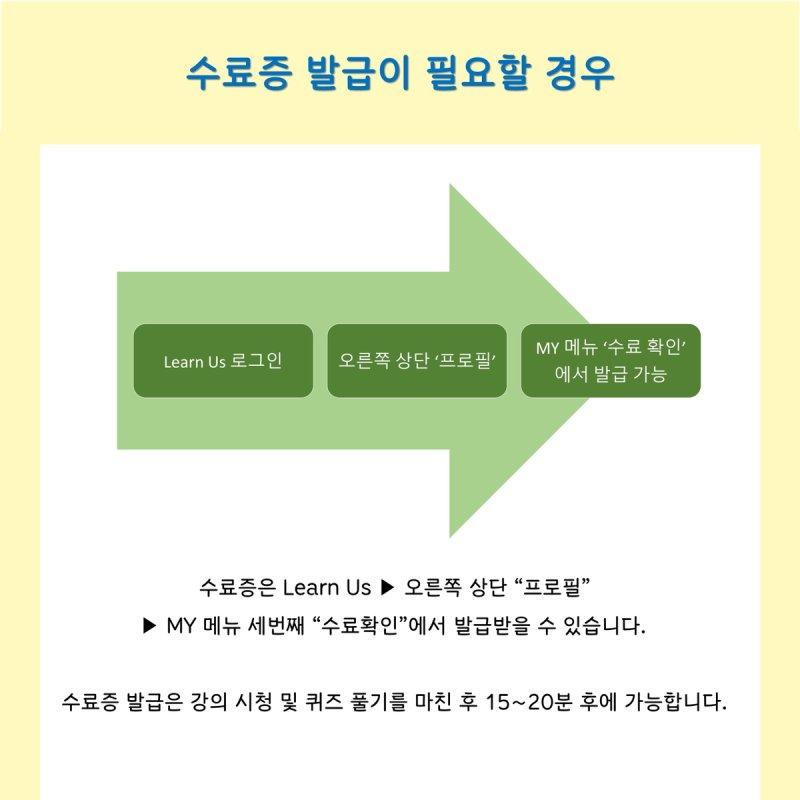 수료증 발급이 필요할 경우
Learn Us 로그인
오른쪽 상단 ‘프로필’
MY 메뉴 ‘수료 확인’
에서 발급 가능
수료증은 Learn Us ▶ 오른쪽 상단 “프로필”
▶ MY 메뉴 세번째 “수료확인”에서 발급받을 수 있습니다.
수료증 발급은 강의 시청 및 퀴즈 풀기를 마친 후 15~20분 후에 가능합니다.